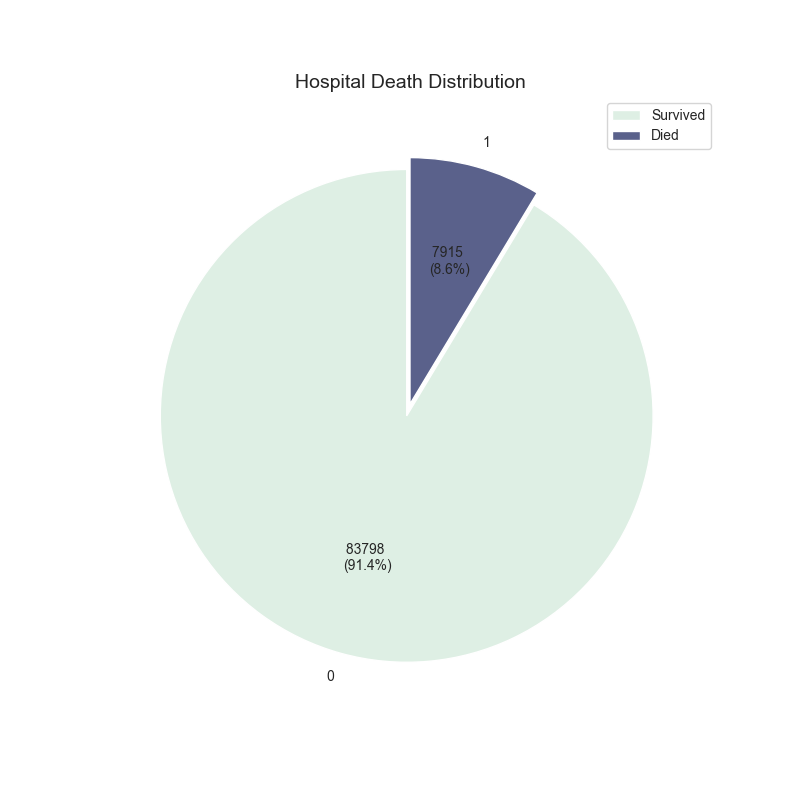 Hospital Death Distribution
Survived
Died
1
7915
(8.6%)
83798
(91.4%)
0